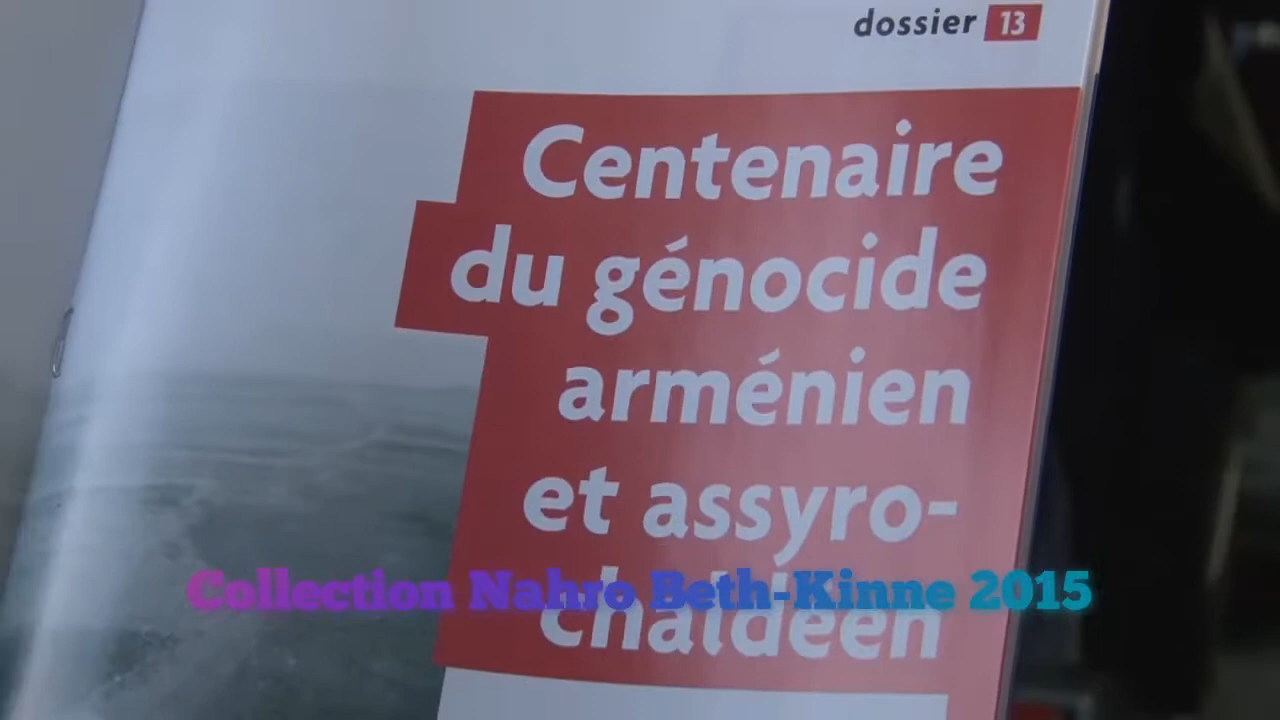 dossier 13
Centenaire
du génocide
arménien
et assyro-
chaldéen
Collection Nahro Beth-Kinne 2015